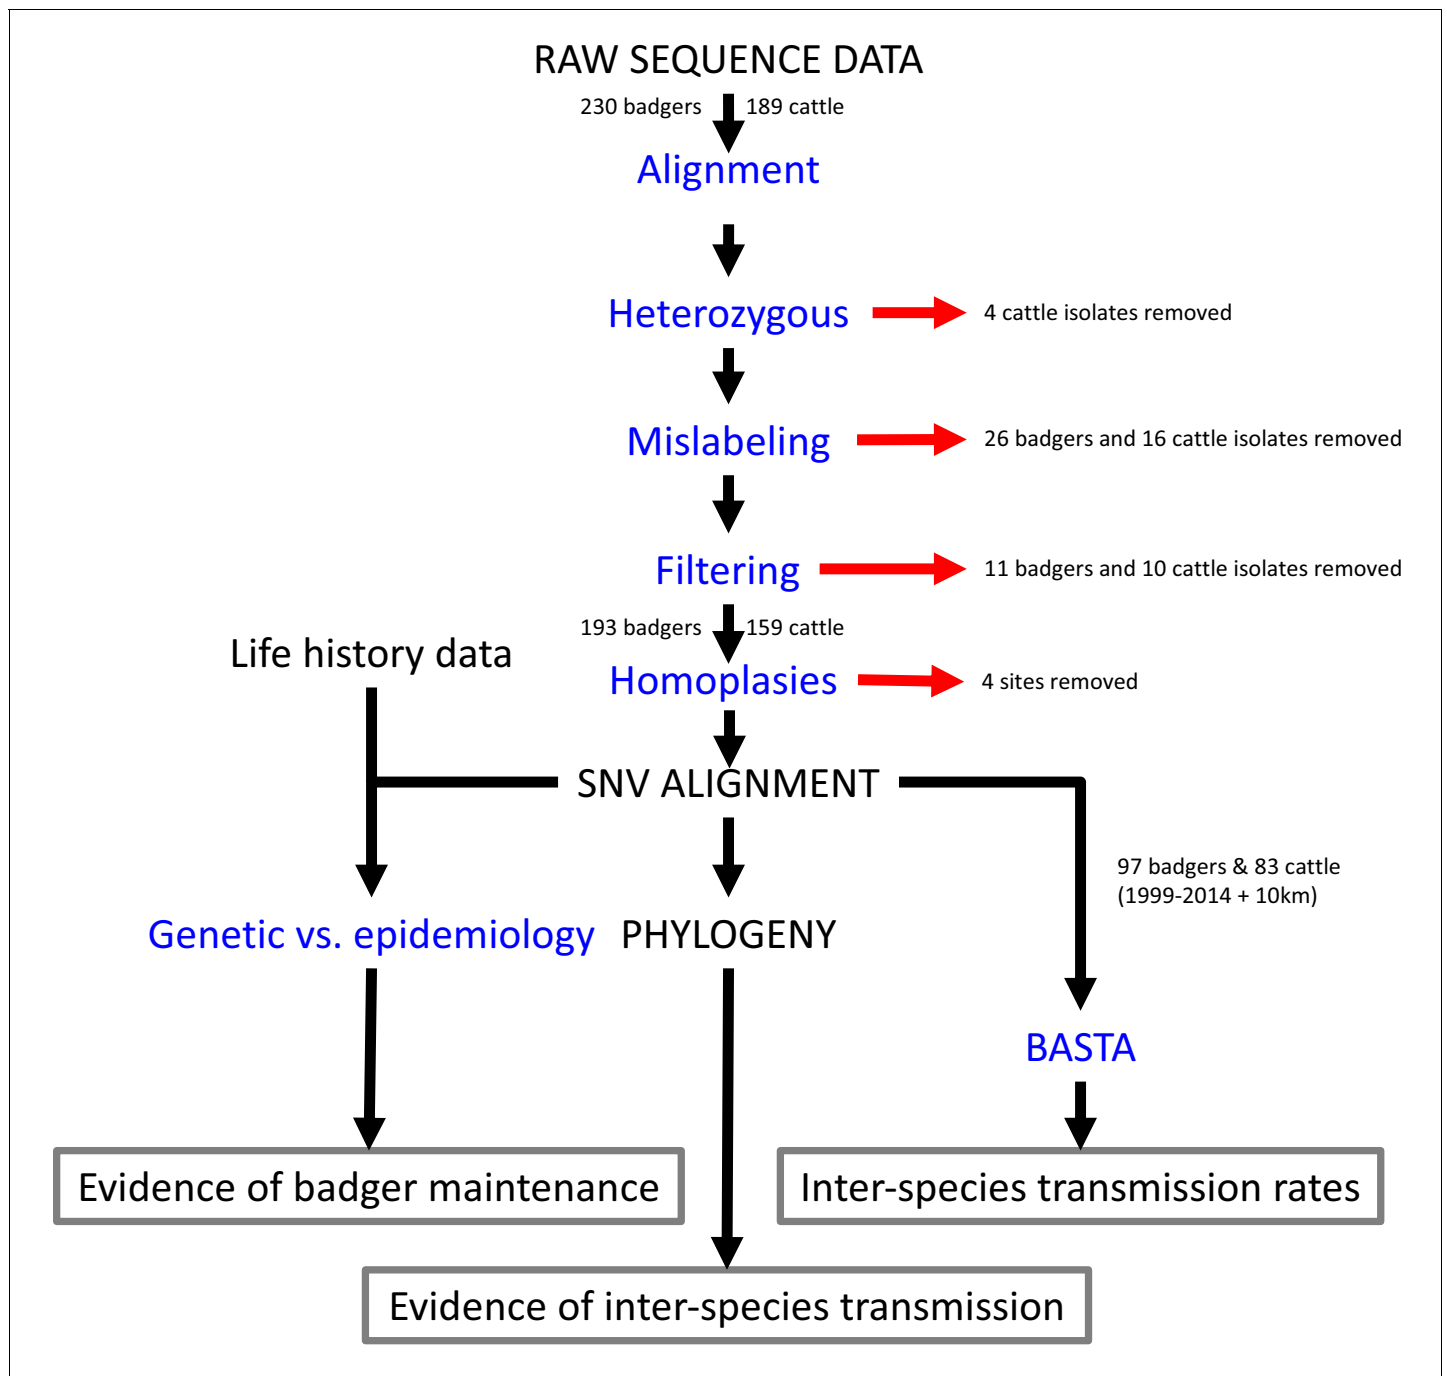 RAW SEQUENCE DATA
230 badgers 189 cattle
Alignment
Heterozygous 4 cattle isolates removed
Mislabeling 26 badgers and 16 cattle isolates removed
Filtering 11 badgers and 10 cattle isolates removed
193 badgers 159 cattle
Life history data
Homoplasies 4 sites removed
SNV ALIGNMENT
97 badgers & 83 cattle
(1999-2014 + 10km)
Genetic vs. epidemiology PHYLOGENY
BASTA
Evidence of badger maintenance Inter-species transmission rates
Evidence of inter-species transmission